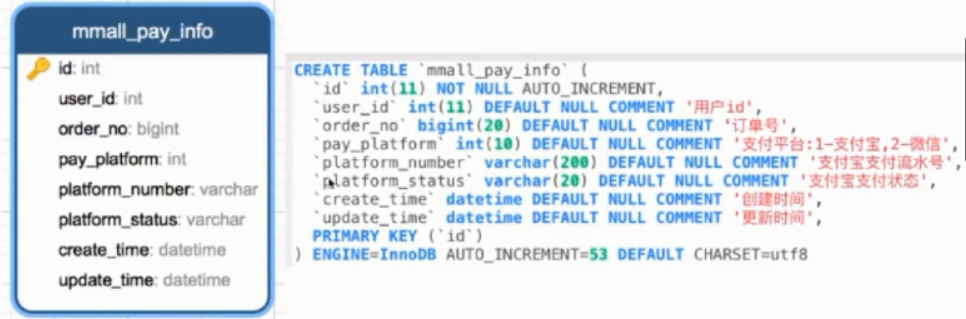 mmall_pay_info
id: int
user_id: int
order_no: bigint
pay_platform: int
platform_number: varchar
platform_status: varchar
create_time: datetime
update_time: datetime
CREATE TABLE `mmall_pay_info` (
`id` int(11) NOT NULL AUTO_INCREMENT,
`user_id` int(11) DEFAULT NULL COMMENT '用户id',
`order_no` bigint(20) DEFAULT NULL COMMENT '订单号',
`pay_platform` int(10) DEFAULT NULL COMMENT '支付平台:1-支付宝,2-微信',
`platform_number` varchar(200) DEFAULT NULL COMMENT '支付宝支付流水号',
`platform_status` varchar(20) DEFAULT NULL COMMENT '支付宝支付状态',
`create_time` datetime DEFAULT NULL COMMENT '创建时间',
`update_time` datetime DEFAULT NULL COMMENT '更新时间',
PRIMARY KEY (`id`)
) ENGINE=InnoDB AUTO_INCREMENT=53 DEFAULT CHARSET=utf8